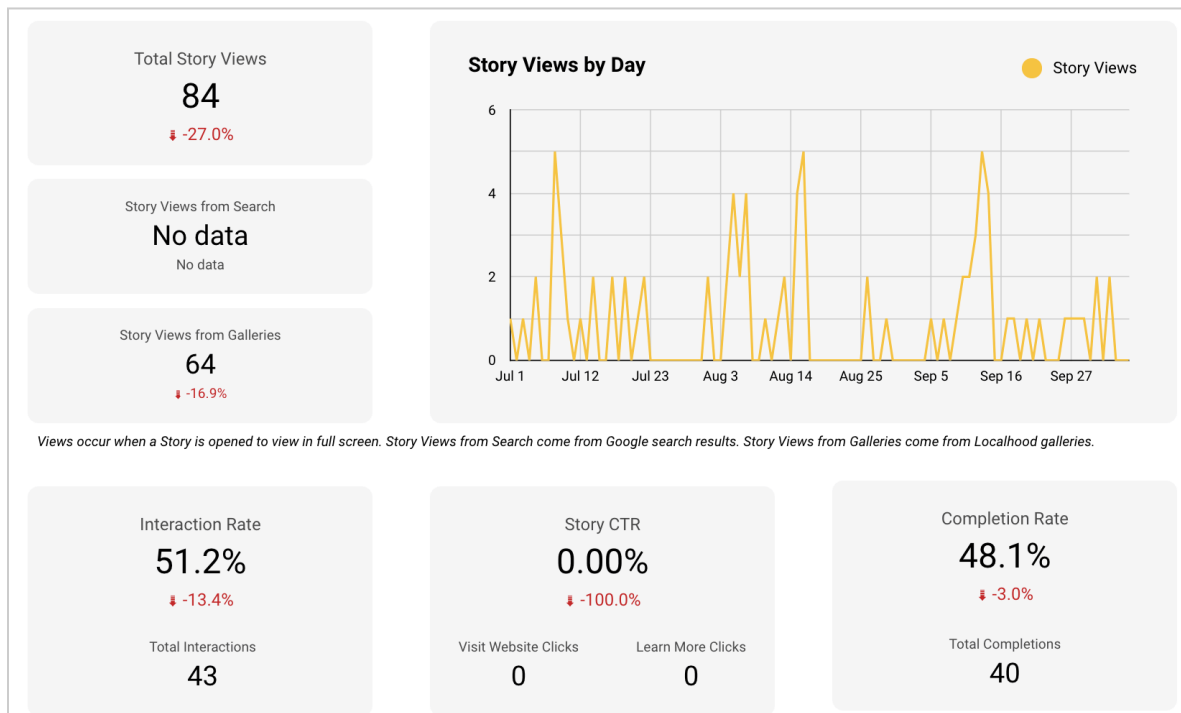 Total Story Views
84
-27.0%
Story Views from Search
No data
No data
Story Views from Galleries
64
-16.9%
Story Views by Day
Story Views
6
4
2
0
Jul 1 Jul 12 Jul 23 Aug 3 Aug 14 Aug 25 Sep 5 Sep 16 Sep 27
Views occur when a Story is opened to view in full screen. Story Views from Search come from Google search results. Story Views from Galleries come from Localhood galleries.
Interaction Rate
51.2%
-13.4%
Total Interactions
43
Story CTR
0.00%
-100.0%
Visit Website Clicks Learn More Clicks
0 0
Completion Rate
48.1%
-3.0%
Total Completions
40